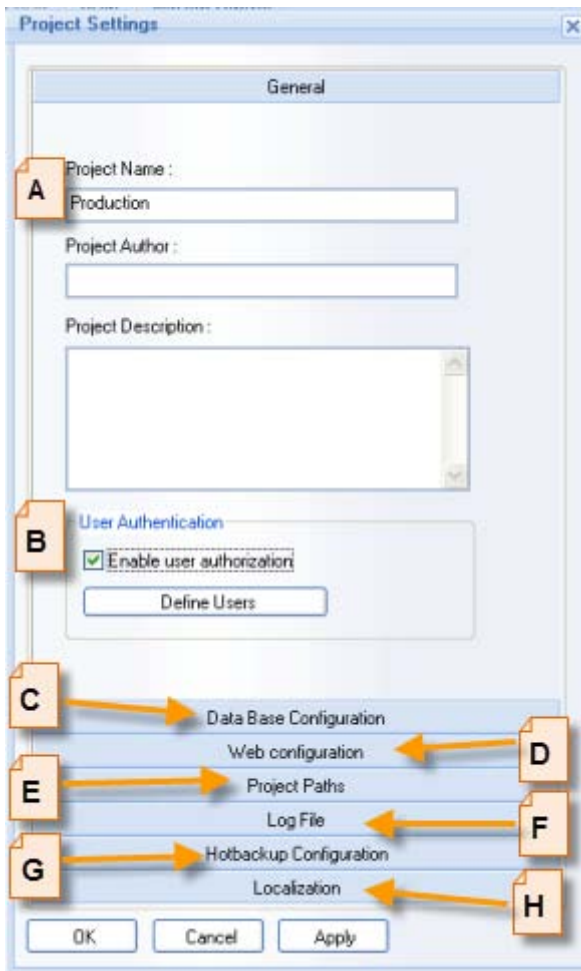 Project Settings
General
A
Project Name :
Production
Project Author :
Project Description :
B
User Authentication
Enable user authorization
Define Users
C
Data Base Configuration
Web configuration
D
E
Project Paths
Log File
F
G
Hotbackup Configuration
Localization
H
OK
Cancel
Apply